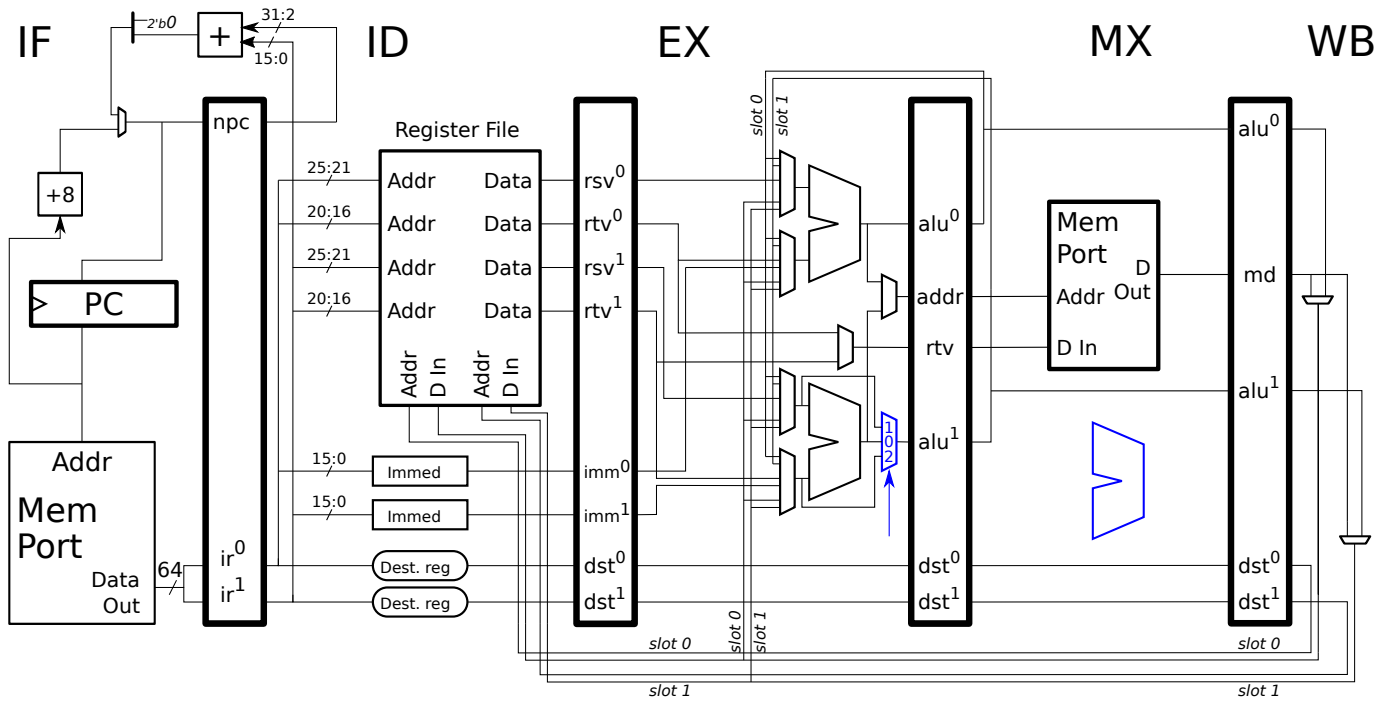 IF
ID
EX
MX
WB
2'b0
+
31:2
15:0
npc
+8
PC
Addr
Mem
Port
Data
Out
64
ir0
ir1
Register File
25:21
Addr
Data
20:16
Addr
Data
25:21
Addr
Data
20:16
Addr
Data
Addr
D In
Addr
D In
15:0
Immed
15:0
Immed
Dest. reg
Dest. reg
rsv0
rtv0
rsv1
rtv1
imm0
imm1
dst0
dst1
slot 0
slot 1
slot 0
slot 1
slot 0
slot 1
1
0
2
alu0
addr
rtv
alu1
dst0
dst1
Mem
Port
D
Out
Addr
D In
alu0
md
alu1
dst0
dst1
slot 0
slot 1